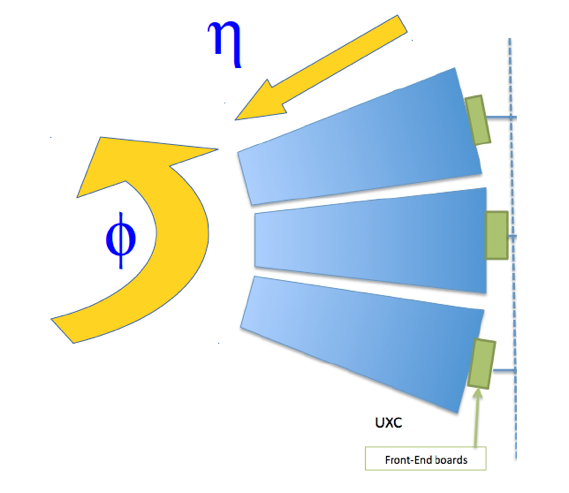 η
ϕ
UXC
Front-End boards